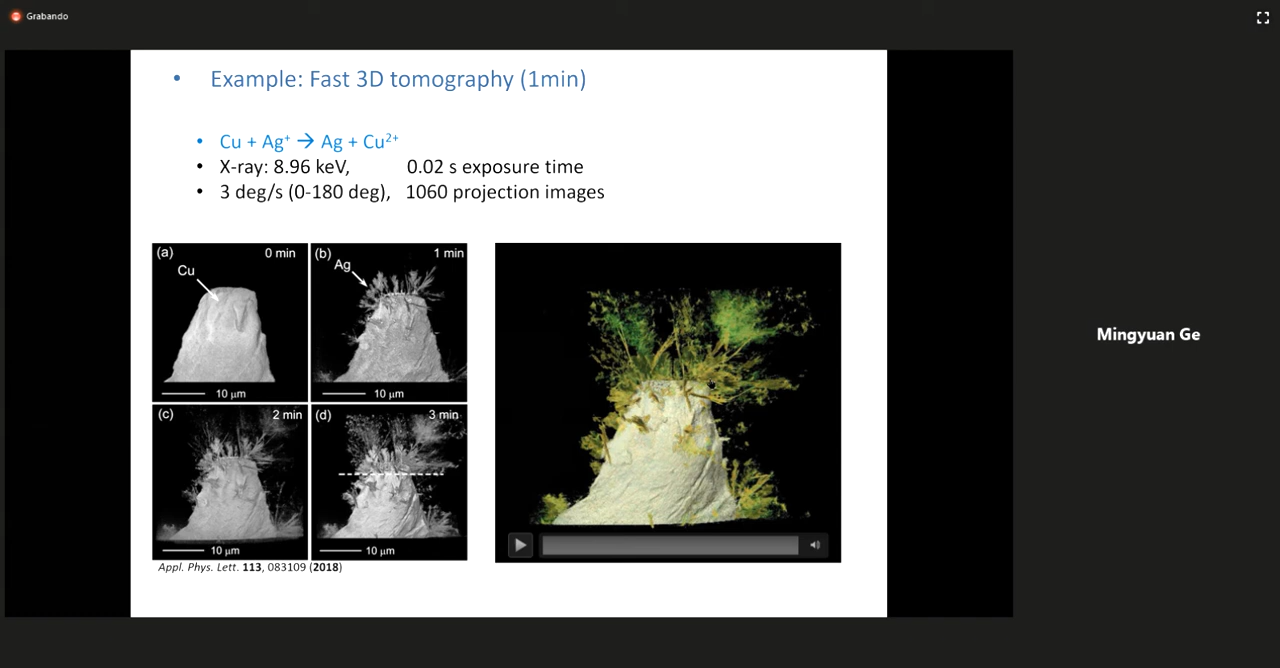 Grabando
• Example: Fast 3D tomography (1min)
• Cu + Ag⁺ → Ag + Cu²⁺
• X-ray: 8.96 keV, 0.02 s exposure time
• 3 deg/s (0-180 deg), 1060 projection images
(a) 0 min
Cu
10 μm
(b) 1 min
Ag
10 μm
(c) 2 min
10 μm
(d) 3 min
10 μm
Appl. Phys. Lett. 113, 083109 (2018)
Mingyuan Ge